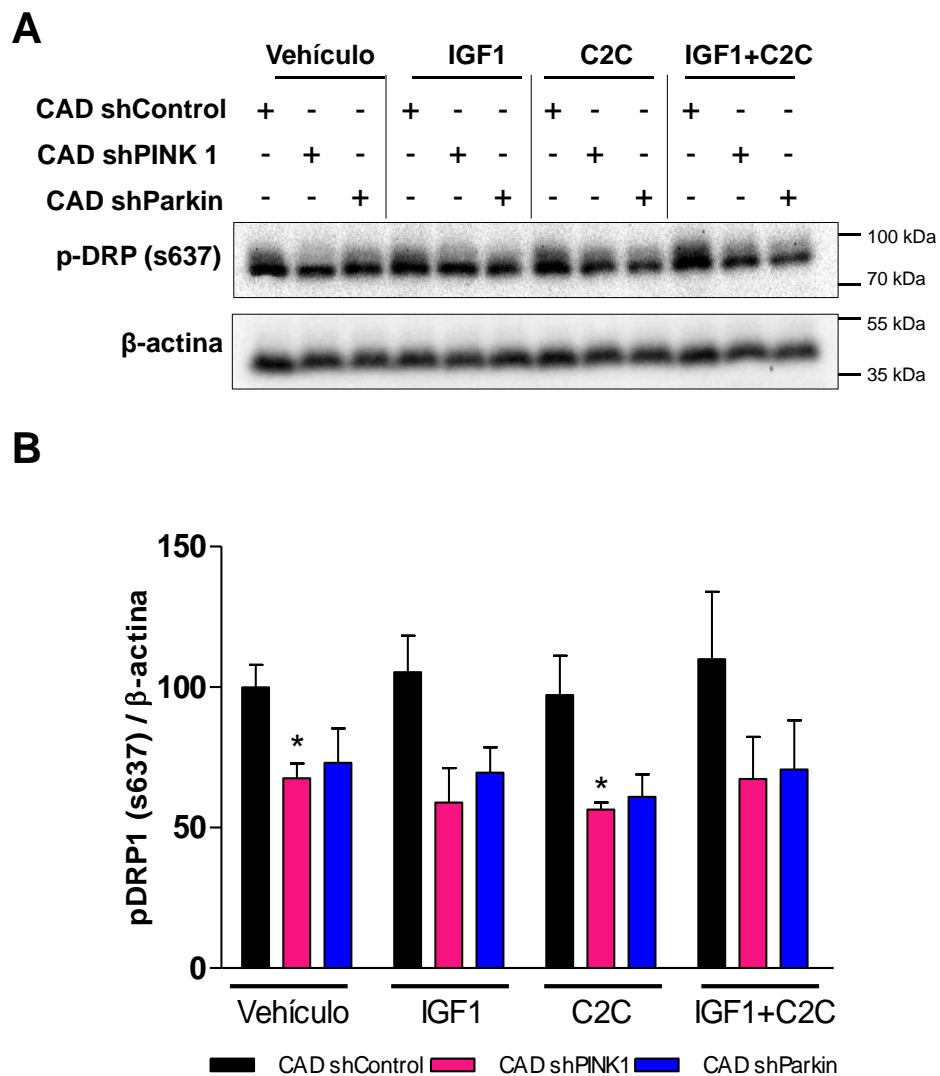 A
Vehículo IGF1 C2C IGF1+C2C
CAD shControl + - - + - - + - - + - -
CAD shPINK 1 - + - - + - - + - - + -
CAD shParkin - - + - - + - - + - - +
p-DRP (s637) 100 kDa
70 kDa
β-actina 55 kDa
35 kDa
B
pDRP1 (s637) / β-actina
150
100
50
0
* *
Vehículo IGF1 C2C IGF1+C2C
CAD shControl CAD shPINK1 CAD shParkin